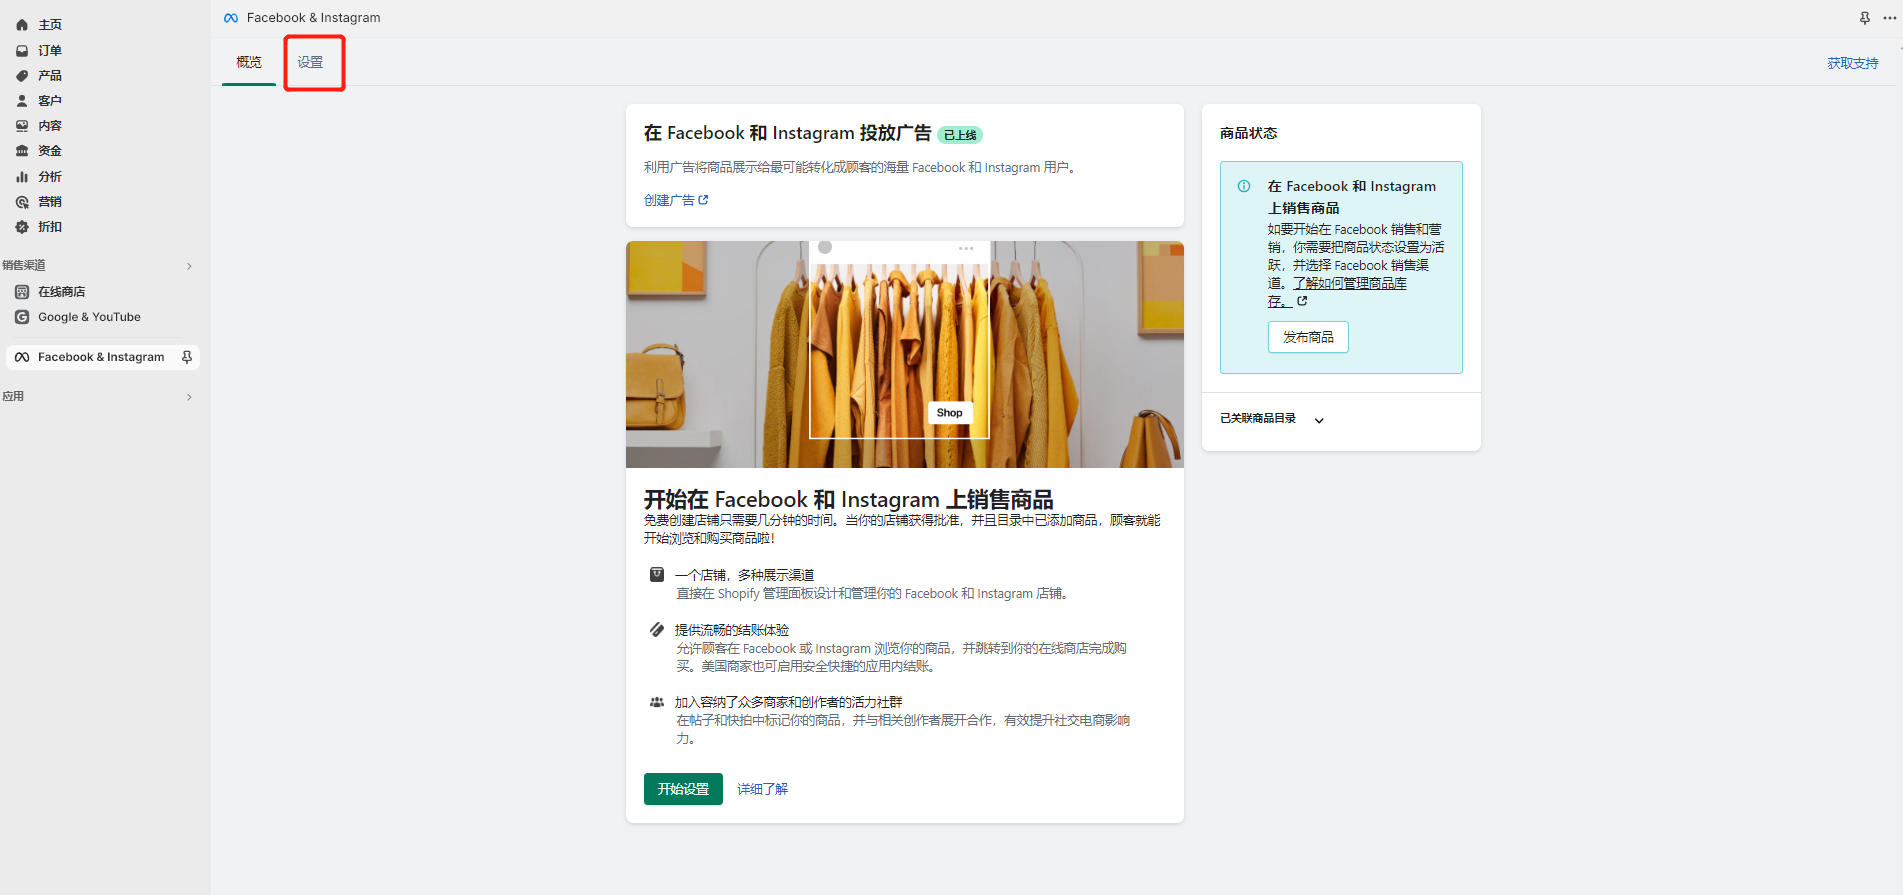 主页
订单
产品
客户
内容
资金
分析
营销
折扣
销售渠道
在线商店
Google & YouTube
Facebook & Instagram
应用
Facebook & Instagram
概览
设置
获取支持
在 Facebook 和 Instagram 投放广告 已上线
利用广告将商品展示给最可能转化成顾客的海量 Facebook 和 Instagram 用户。
创建广告
Shop
开始在 Facebook 和 Instagram 上销售商品
免费创建店铺只需要几分钟的时间。当你的店铺获得批准，并且目录中已添加商品，顾客就能
开始浏览和购买商品啦！
一个店铺，多种展示渠道
直接在 Shopify 管理面板设计和管理你的 Facebook 和 Instagram 店铺。
提供流畅的结账体验
允许顾客在 Facebook 或 Instagram 浏览你的商品，并跳转到你的在线商店完成购
买。美国商家也可启用安全快捷的应用内结账。
加入容纳了众多商家和创作者的活力社群
在帖子和快拍中标记你的商品，并与相关创作者展开合作，有效提升社交电商影响
力。
开始设置
详细了解
商品状态
在 Facebook 和 Instagram
上销售商品
如要开始在 Facebook 销售和营
销，你需要把商品状态设置为活
跃，并选择 Facebook 销售渠
道。了解如何管理商品库
存。
发布商品
已关联商品目录